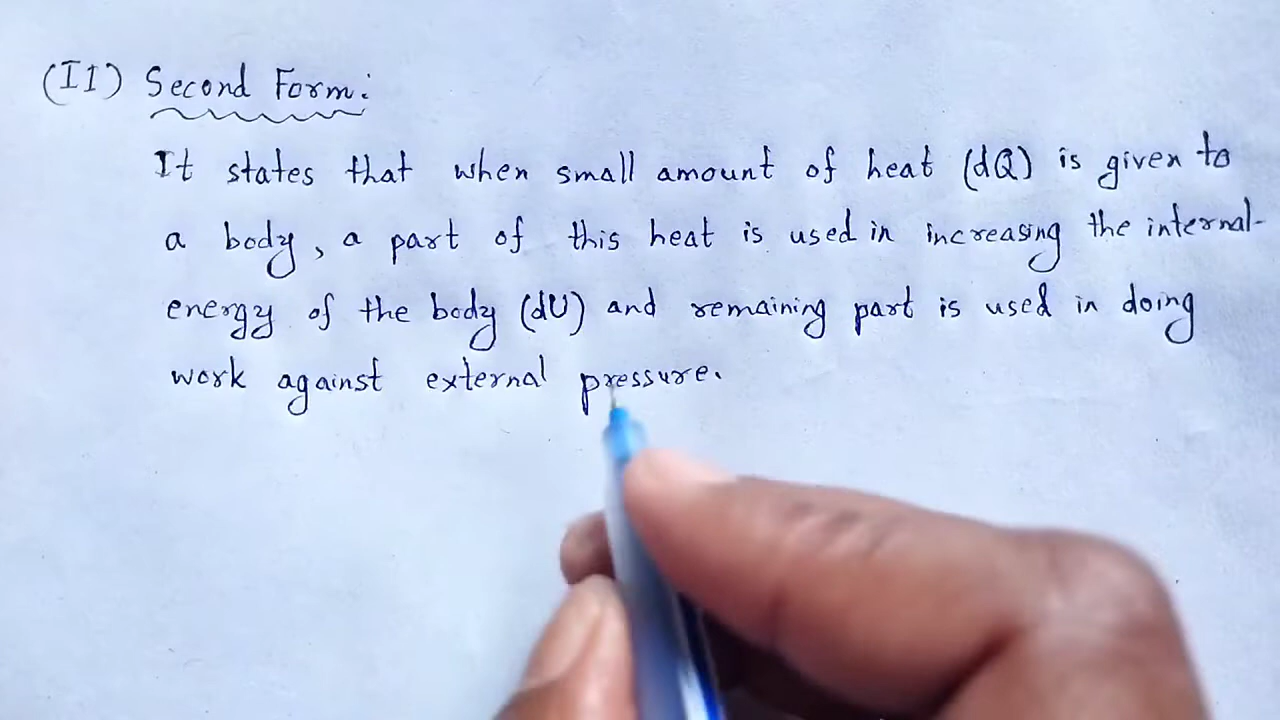 (II) Second Form:
It states that when small amount of heat (dQ) is given to
a body, a part of this heat is used in increasing the internal-
energy of the body (dU) and remaining part is used in doing
work against external pressure.